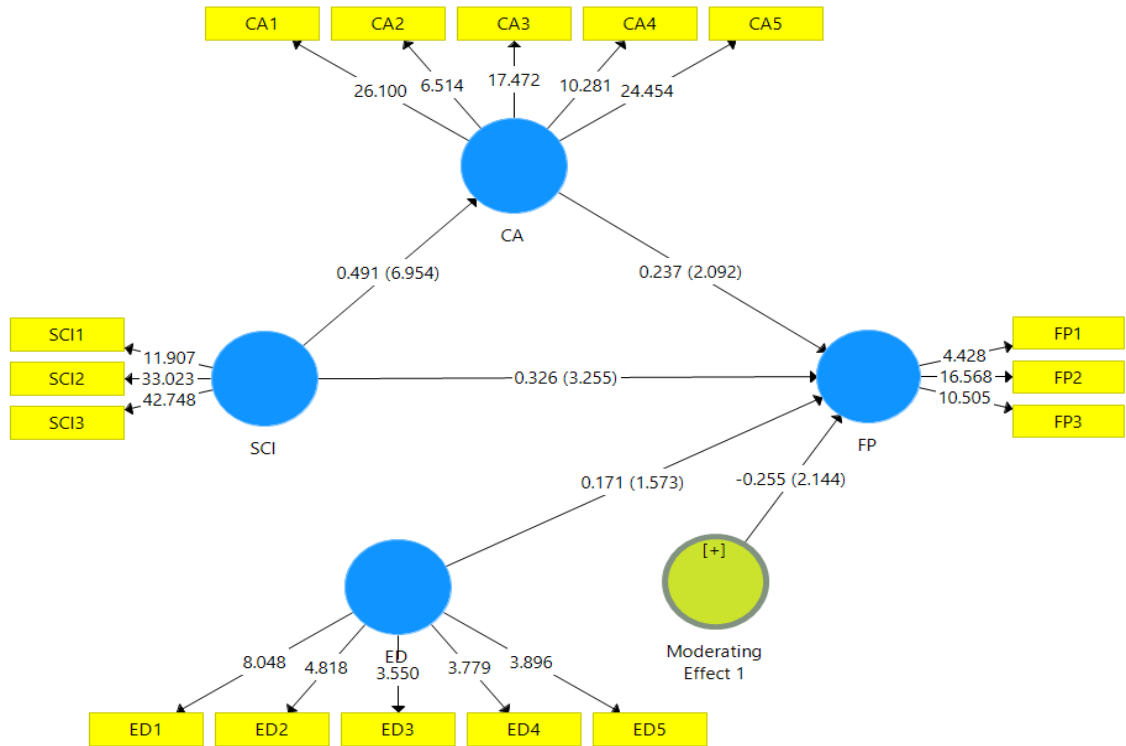 CA1 CA2 CA3 CA4 CA5
26.100 6.514 17.472 10.281 24.454
CA
0.491 (6.954) 0.237 (2.092)
SCI1
11.907
SCI2
33.023
SCI3
42.748
SCI
0.326 (3.255)
FP1
4.428
FP2
16.568
FP3
10.505
FP
0.171 (1.573) -0.255 (2.144)
[+]
Moderating
Effect 1
ED
8.048 4.818 3.550 3.779 3.896
ED1 ED2 ED3 ED4 ED5